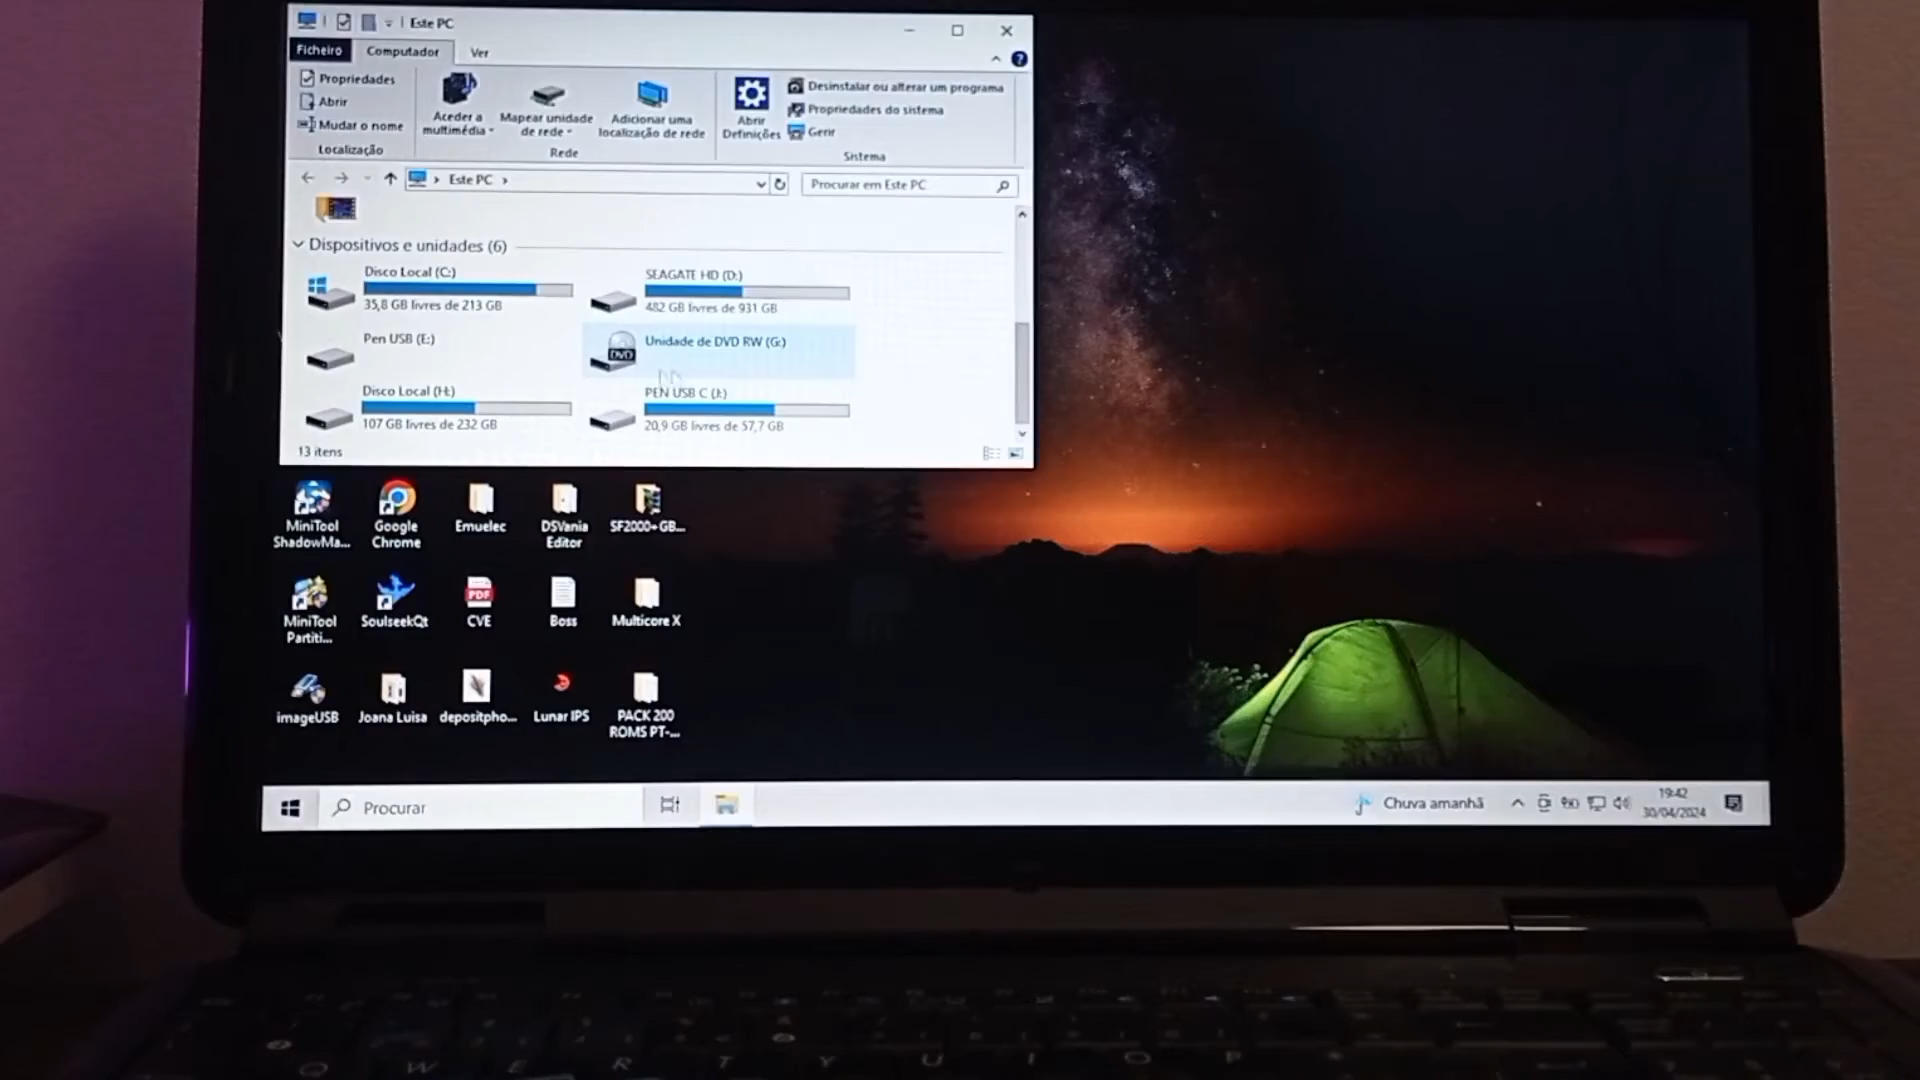 Este PC
Ficheiro
Computador
Ver
Propriedades
Abrir
Mudar o nome
Localização
Aceder a
multimédia
Mapear unidade
de rede
Adicionar uma
localização de rede
Rede
Abrir
Definições
Desinstalar ou alterar um programa
Propriedades do sistema
Gerir
Sistema
Este PC
Procurar em Este PC
Dispositivos e unidades (6)
Disco Local (C:)
35,8 GB livres de 213 GB
SEAGATE HD (D:)
482 GB livres de 931 GB
Pen USB (E:)
DVD
Unidade de DVD RW (G:)
Disco Local (H:)
107 GB livres de 232 GB
PEN USB C (J:)
20,9 GB livres de 57,7 GB
13 itens
MiniTool
ShadowMa...
Google
Chrome
Emuelec
DSVania
Editor
SF2000+GB...
MiniTool
Partiti...
SoulseekQt
PDF
CVE
Boss
Multicore X
imageUSB
Joana Luisa
depositpho...
Lunar IPS
PACK 200
ROMS PT-...
Procurar
Chuva amanhã
19:42
30/04/2024
Q W E R T Y U I O P